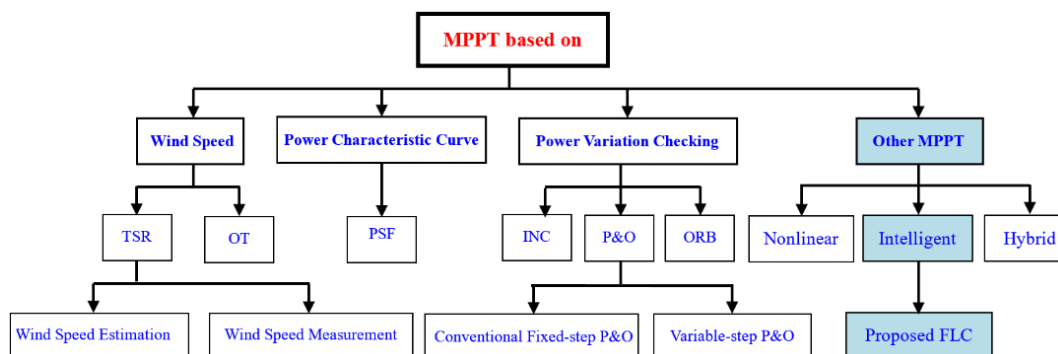 MPPT based on
Wind Speed
Power Characteristic Curve
Power Variation Checking
Other MPPT
TSR
OT
PSF
INC
P&O
ORB
Nonlinear
Intelligent
Hybrid
Wind Speed Estimation
Wind Speed Measurement
Conventional Fixed-step P&O
Variable-step P&O
Proposed FLC